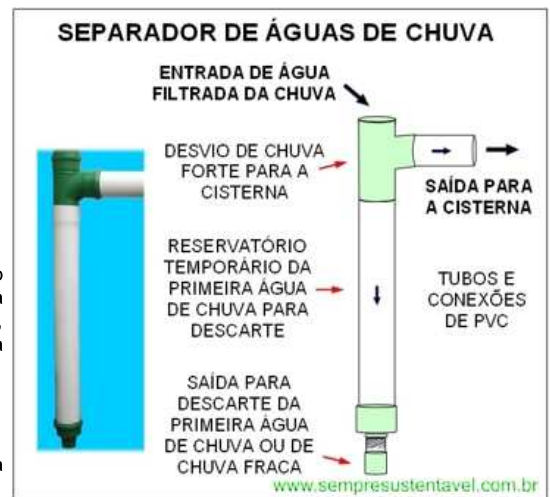 SEPARADOR DE ÁGUAS DE CHUVA
ENTRADA DE ÁGUA
FILTRADA DA CHUVA
DESVIO DE CHUVA
FORTE PARA A
CISTERNA
SAÍDA PARA
A CISTERNA
RESERVATÓRIO
TEMPORÁRIO DA
PRIMEIRA ÁGUA
DE CHUVA PARA
DESCARTE
TUBOS E
CONEXÕES
DE PVC
SAÍDA PARA
DESCARTE DA
PRIMEIRA ÁGUA
DE CHUVA OU DE
CHUVA FRACA
www.sempresustentavel.com.br